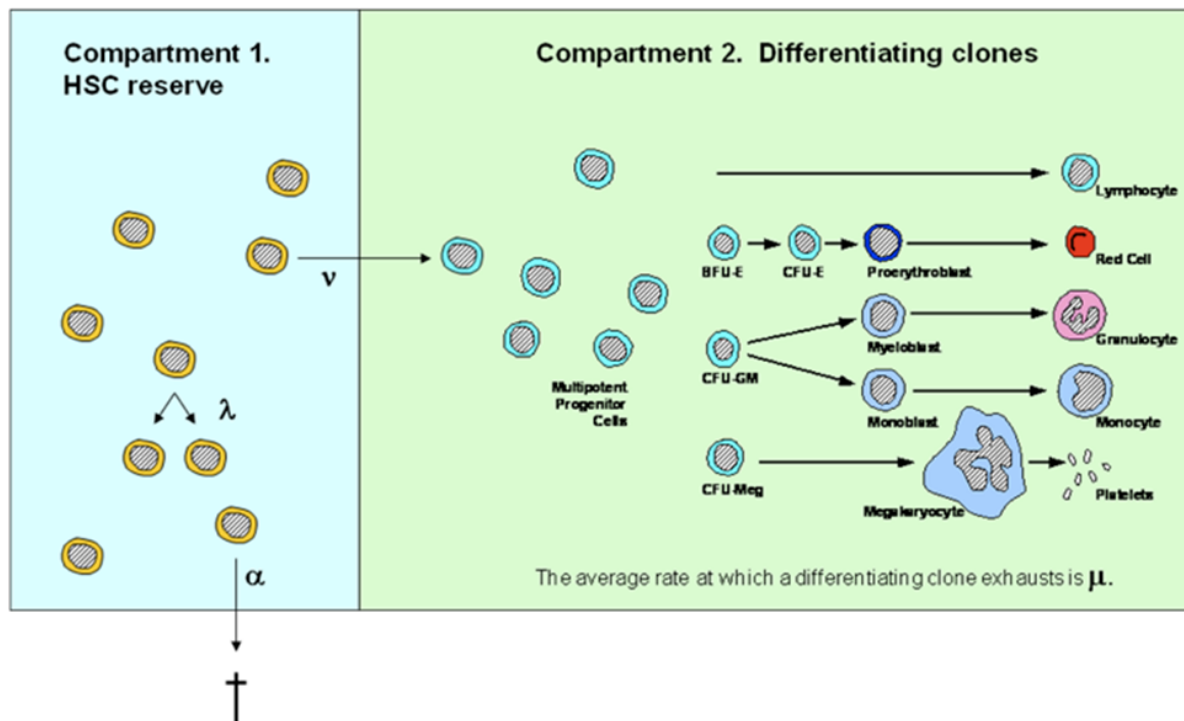 Compartment 1.
HSC reserve
Compartment 2. Differentiating clones
Lymphocyte
ν
BFU-E
CFU-E
Proerythroblast
Red Cell
Multipotent
Progenitor
Cells
CFU-GM
Myeloblast
Granulocyte
Monoblast
Monocyte
λ
CFU-Meg
Megakaryocyte
Platelets
α
The average rate at which a differentiating clone exhausts is μ.
†